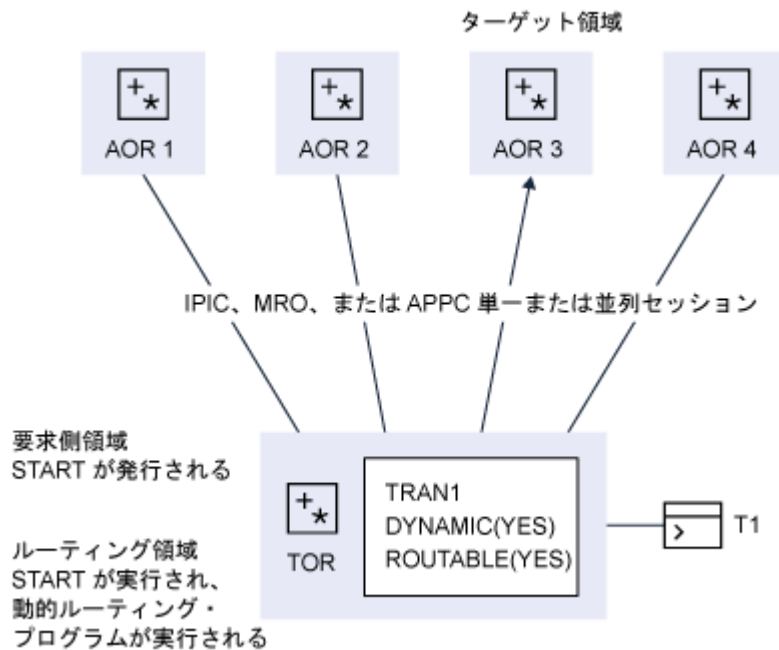 ターゲット領域
AOR 1
AOR 2
AOR 3
AOR 4
IPIC、MRO、または APPC 単一または並列セッション
要求側領域
START が発行される
ルーティング領域
START が実行され、
動的ルーティング・
プログラムが実行される
TOR
TRAN1
DYNAMIC(YES)
ROUTABLE(YES)
T1